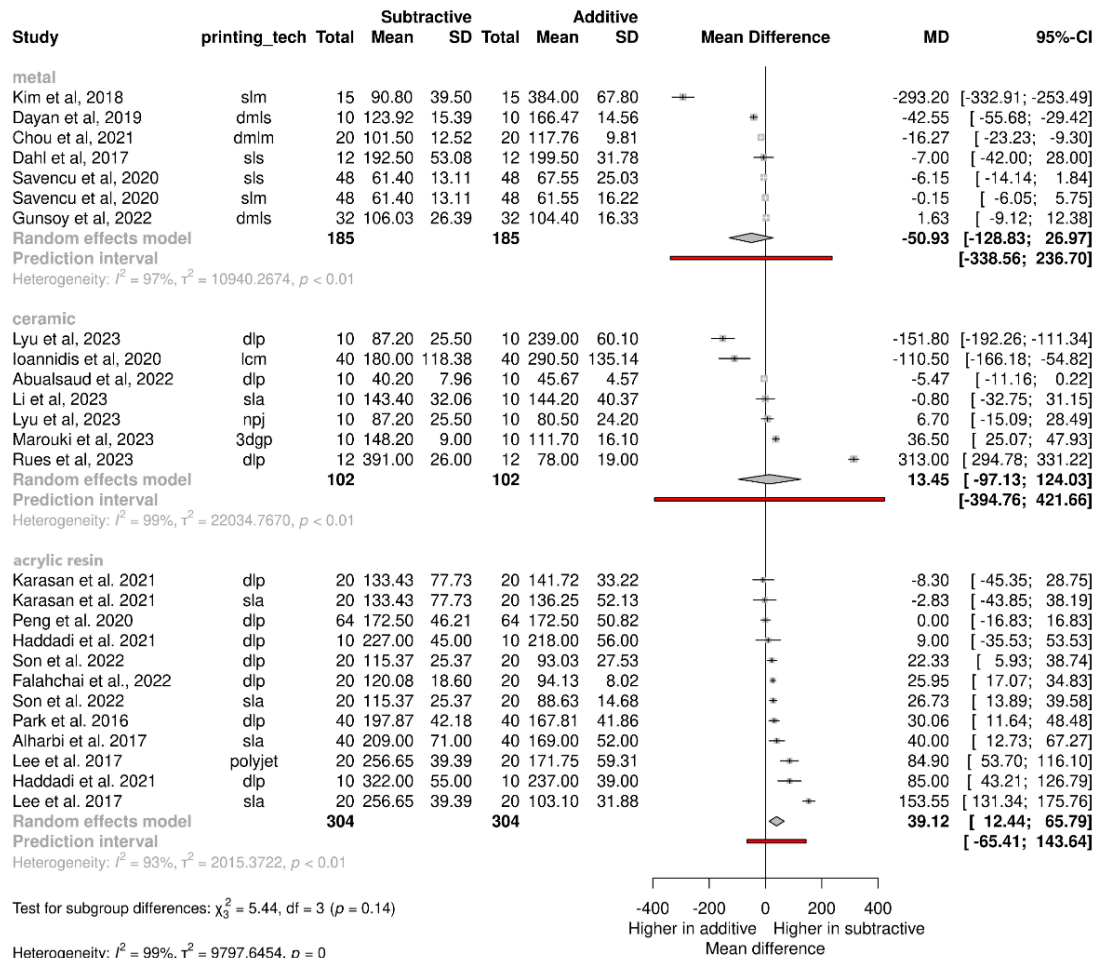 Subtractive Additive
Study printing_tech Total Mean SD Total Mean SD Mean Difference MD 95%-CI
metal
Kim et al, 2018 slm 15 90.80 39.50 15 384.00 67.80 -293.20 [-332.91; -253.49]
Dayan et al, 2019 dmls 10 123.92 15.39 10 166.47 14.56 -42.55 [ -55.68; -29.42]
Chou et al, 2021 dmlm 20 101.50 12.52 20 117.76 9.81 -16.27 [ -23.23; -9.30]
Dahl et al, 2017 sls 12 192.50 53.08 12 199.50 31.78 -7.00 [ -42.00; 28.00]
Savencu et al, 2020 sls 48 61.40 13.11 48 67.55 25.03 -6.15 [ -14.14; 1.84]
Savencu et al, 2020 slm 48 61.40 13.11 48 61.55 16.22 -0.15 [ -6.05; 5.75]
Gunsoy et al, 2022 dmls 32 106.03 26.39 32 104.40 16.33 1.63 [ -9.12; 12.38]
Random effects model 185 185 -50.93 [-128.83; 26.97]
Prediction interval [-338.56; 236.70]
Heterogeneity: I² = 97%, τ² = 10940.2674, p < 0.01
ceramic
Lyu et al, 2023 dlp 10 87.20 25.50 10 239.00 60.10 -151.80 [-192.26; -111.34]
Ioannidis et al, 2020 lcm 40 180.00 118.38 40 290.50 135.14 -110.50 [-166.18; -54.82]
Abualsaud et al, 2022 dlp 10 40.20 7.96 10 45.67 4.57 -5.47 [ -11.16; 0.22]
Li et al, 2023 sla 10 143.40 32.06 10 144.20 40.37 -0.80 [ -32.75; 31.15]
Lyu et al, 2023 npj 10 87.20 25.50 10 80.50 24.20 6.70 [ -15.09; 28.49]
Marouki et al, 2023 3dgp 10 148.20 9.00 10 111.70 16.10 36.50 [ 25.07; 47.93]
Rues et al, 2023 dlp 12 391.00 26.00 12 78.00 19.00 313.00 [ 294.78; 331.22]
Random effects model 102 102 13.45 [ -97.13; 124.03]
Prediction interval [-394.76; 421.66]
Heterogeneity: I² = 99%, τ² = 22034.7670, p < 0.01
acrylic resin
Karasan et al. 2021 dlp 20 133.43 77.73 20 141.72 33.22 -8.30 [ -45.35; 28.75]
Karasan et al. 2021 sla 20 133.43 77.73 20 136.25 52.13 -2.83 [ -43.85; 38.19]
Peng et al. 2020 dlp 64 172.50 46.21 64 172.50 50.82 0.00 [ -16.83; 16.83]
Haddadi et al. 2021 dlp 10 227.00 45.00 10 218.00 56.00 9.00 [ -35.53; 53.53]
Son et al. 2022 dlp 20 115.37 25.37 20 93.03 27.53 22.33 [ 5.93; 38.74]
Falahchai et al., 2022 dlp 20 120.08 18.60 20 94.13 8.02 25.95 [ 17.07; 34.83]
Son et al. 2022 sla 20 115.37 25.37 20 88.63 14.68 26.73 [ 13.89; 39.58]
Park et al. 2016 dlp 40 197.87 42.18 40 167.81 41.86 30.06 [ 11.64; 48.48]
Alharbi et al. 2017 sla 40 209.00 71.00 40 169.00 52.00 40.00 [ 12.73; 67.27]
Lee et al. 2017 polyjet 20 256.65 39.39 20 171.75 59.31 84.90 [ 53.70; 116.10]
Haddadi et al. 2021 dlp 10 322.00 55.00 10 237.00 39.00 85.00 [ 43.21; 126.79]
Lee et al. 2017 sla 20 256.65 39.39 20 103.10 31.88 153.55 [ 131.34; 175.76]
Random effects model 304 304 39.12 [ 12.44; 65.79]
Prediction interval [ -65.41; 143.64]
Heterogeneity: I² = 93%, τ² = 2015.3722, p < 0.01
-400 -200 0 200 400
Test for subgroup differences: χ²₃ = 5.44, df = 3 (p = 0.14)
Higher in additive Higher in subtractive
Mean difference
Heterogeneity: I² = 99%, τ² = 9797.6454, p = 0